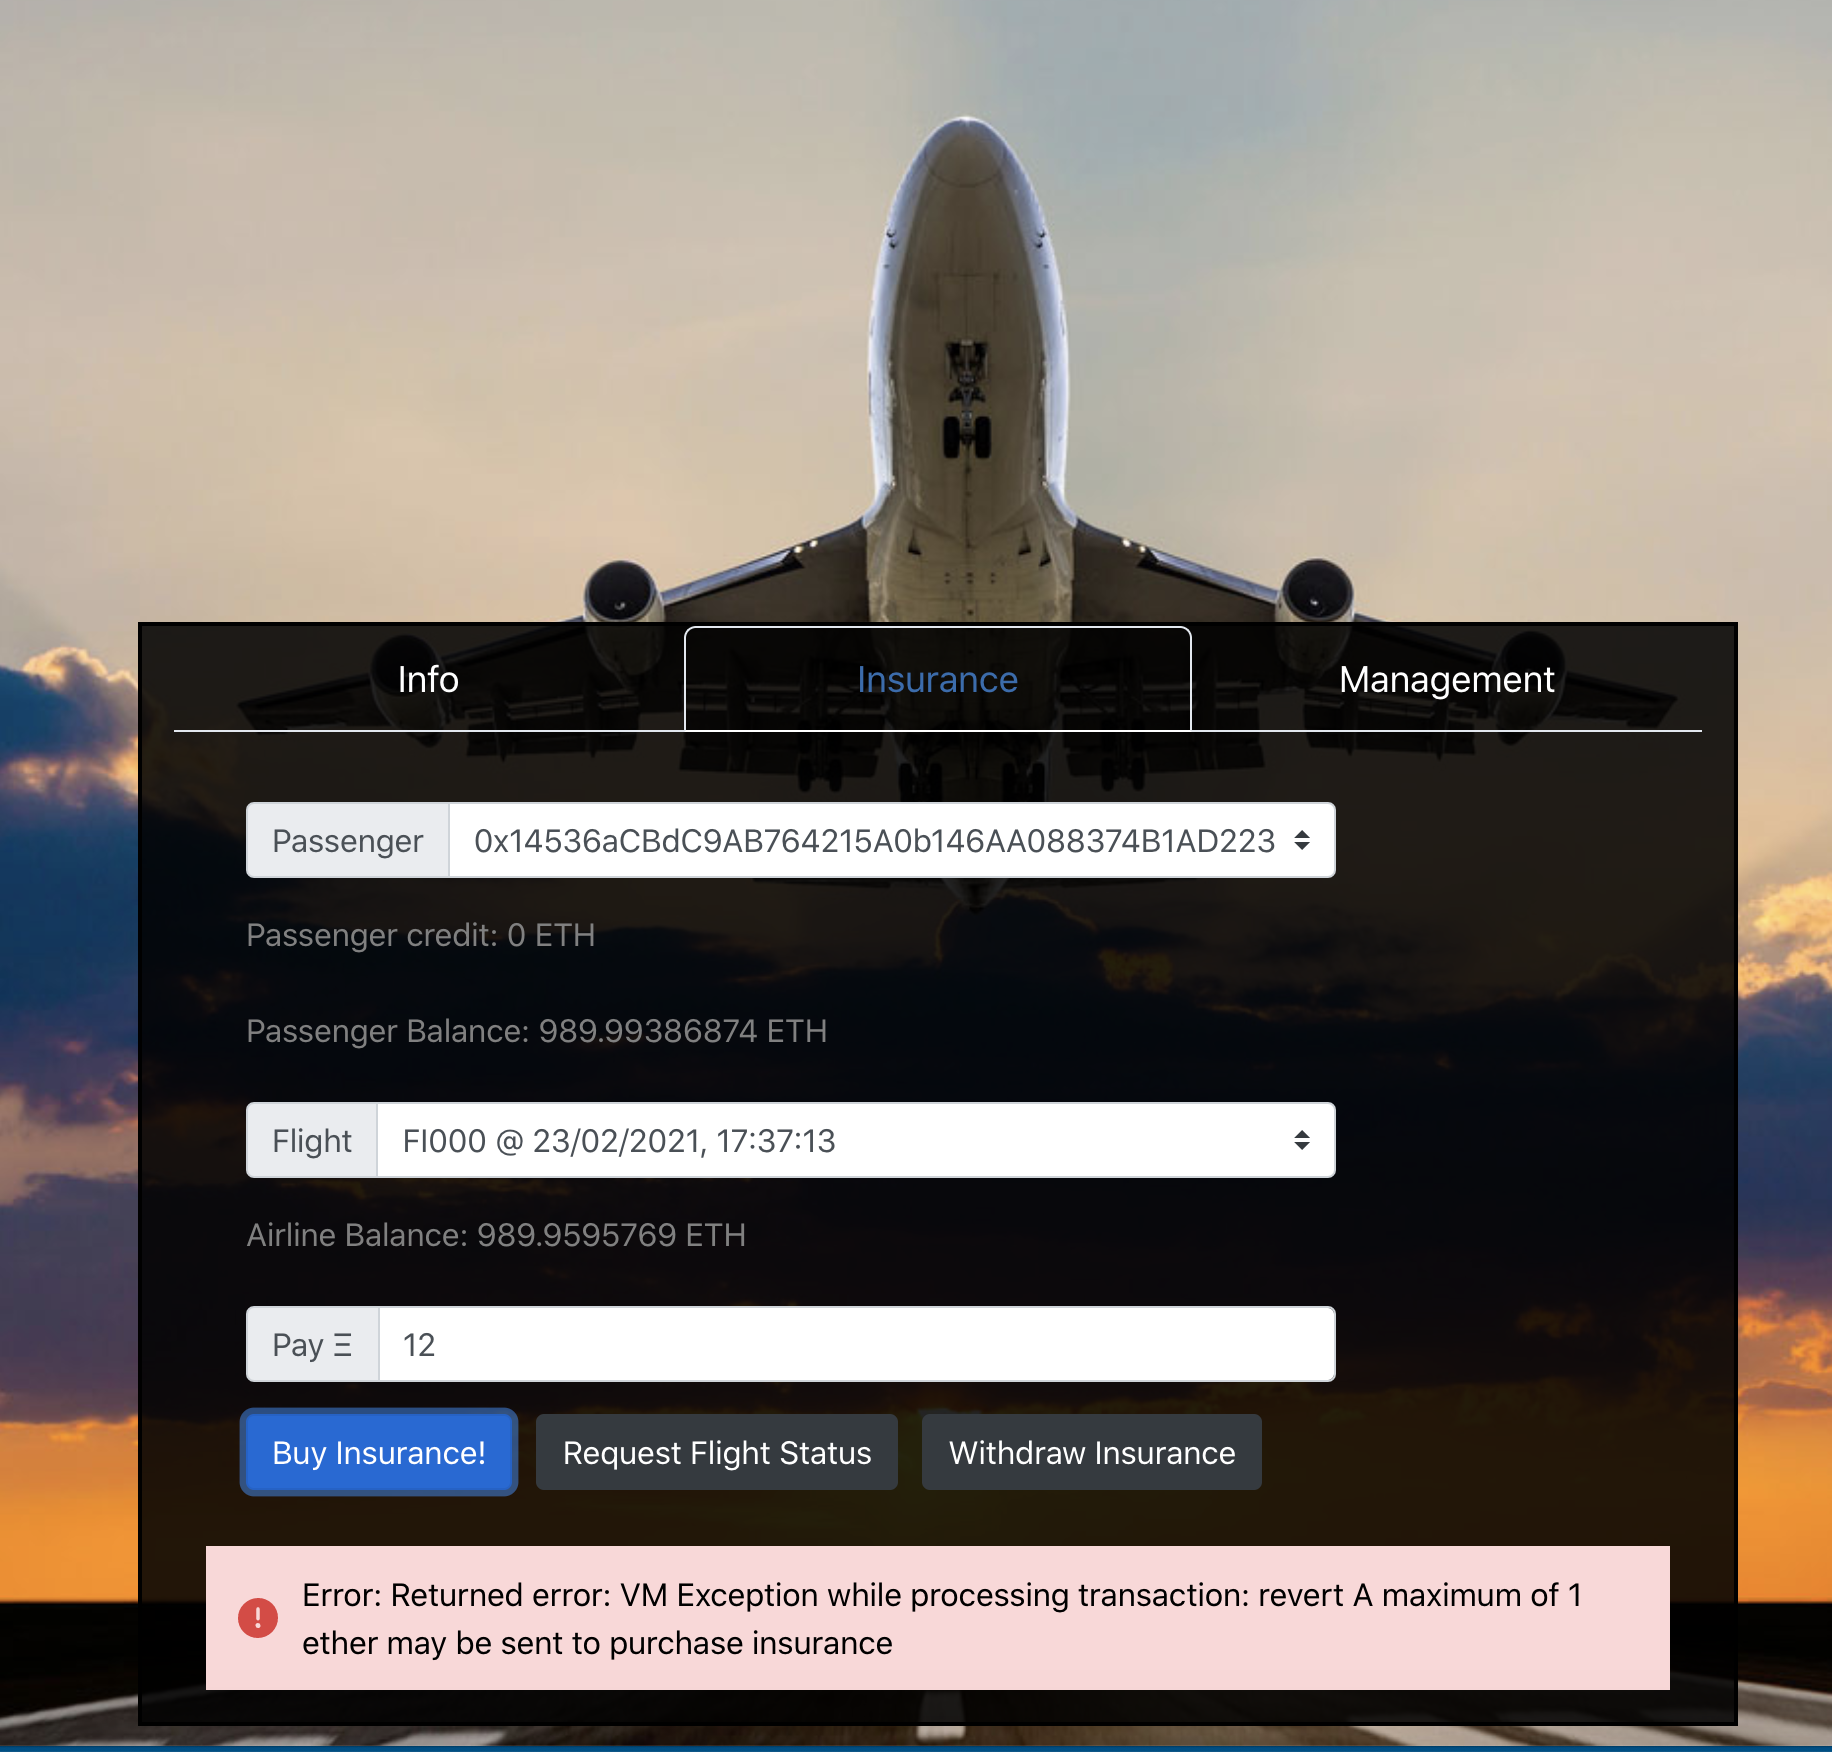 Info
Insurance
Management
Passenger
0x14536aCBdC9AB764215A0b146AA088374B1AD223
Passenger credit: 0 ETH
Passenger Balance: 989.99386874 ETH
Flight
FI000 @ 23/02/2021, 17:37:13
Airline Balance: 989.9595769 ETH
Pay Ξ
12
Buy Insurance!
Request Flight Status
Withdraw Insurance
Error: Returned error: VM Exception while processing transaction: revert A maximum of 1
ether may be sent to purchase insurance